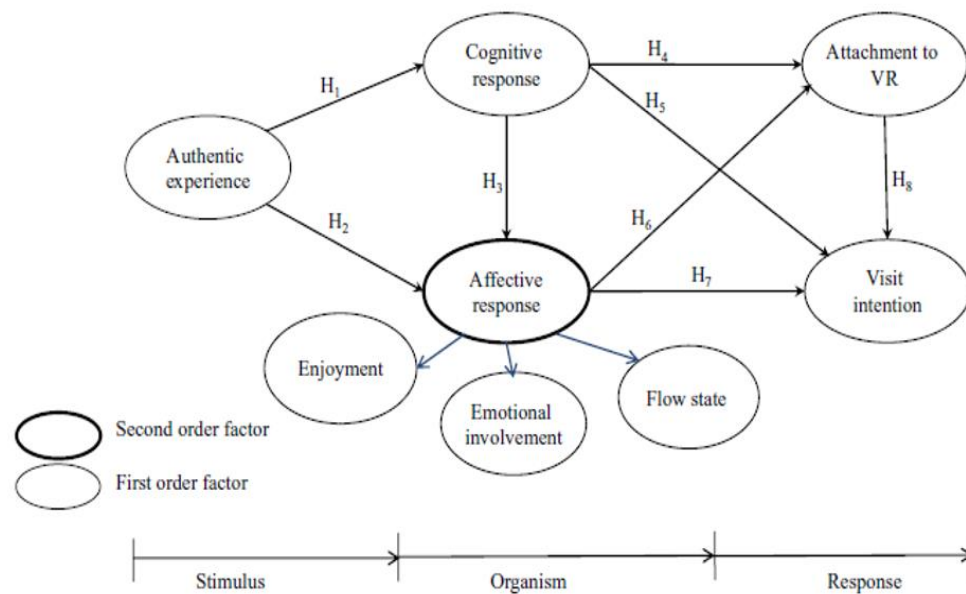 Cognitive
response
H4
Attachment to
VR
H1
H5
Authentic
experience
H3
H8
H2
H6
Affective
response
H7
Visit
intention
Enjoyment
Emotional
involvement
Flow state
Second order factor
First order factor
Stimulus
Organism
Response